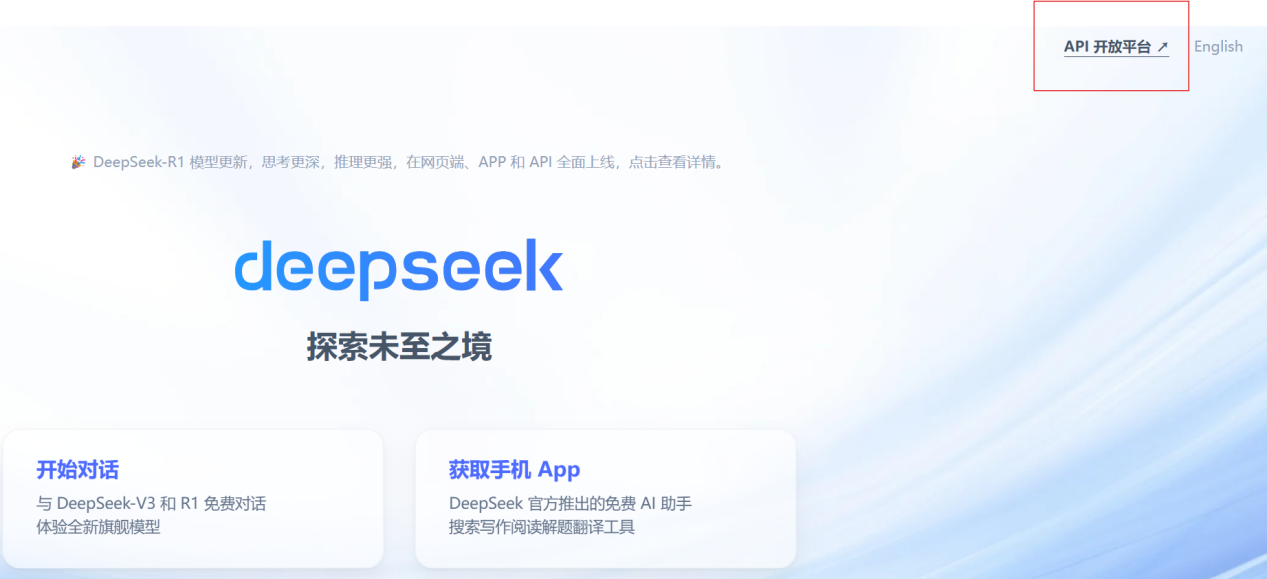 API 开放平台 ↗ English
🎉 DeepSeek-R1 模型更新，思考更深，推理更强，在网页端、APP 和 API 全面上线，点击查看详情。
deepseek
探索未至之境
开始对话
与 DeepSeek-V3 和 R1 免费对话
体验全新旗舰模型
获取手机 App
DeepSeek 官方推出的免费 AI 助手
搜索写作阅读解题翻译工具